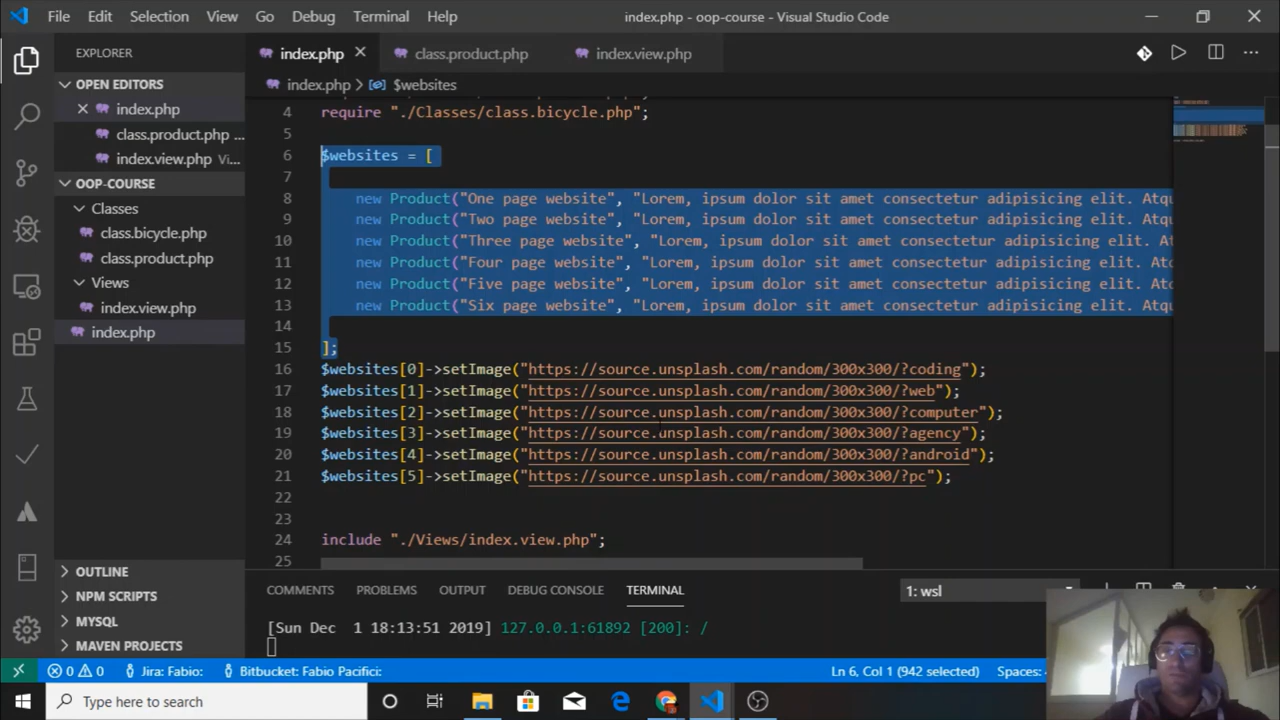 File Edit Selection View Go Debug Terminal Help
index.php - oop-course - Visual Studio Code
EXPLORER
index.php
class.product.php
index.view.php
OPEN EDITORS
index.php
class.product.php ...
index.view.php Vi...
OOP-COURSE
Classes
class.bicycle.php
class.product.php
Views
index.view.php
index.php
OUTLINE
NPM SCRIPTS
MYSQL
MAVEN PROJECTS
index.php > $websites
4 require "./Classes/class.bicycle.php";
5
6 $websites = [
7
8 new Product("One page website", "Lorem, ipsum dolor sit amet consectetur adipisicing elit. Atqu
9 new Product("Two page website", "Lorem, ipsum dolor sit amet consectetur adipisicing elit. Atqu
10 new Product("Three page website", "Lorem, ipsum dolor sit amet consectetur adipisicing elit. At
11 new Product("Four page website", "Lorem, ipsum dolor sit amet consectetur adipisicing elit. Atq
12 new Product("Five page website", "Lorem, ipsum dolor sit amet consectetur adipisicing elit. Atq
13 new Product("Six page website", "Lorem, ipsum dolor sit amet consectetur adipisicing elit. Atqu
14
15 ];
16 $websites[0]->setImage("https://source.unsplash.com/random/300x300/?coding");
17 $websites[1]->setImage("https://source.unsplash.com/random/300x300/?web");
18 $websites[2]->setImage("https://source.unsplash.com/random/300x300/?computer");
19 $websites[3]->setImage("https://source.unsplash.com/random/300x300/?agency");
20 $websites[4]->setImage("https://source.unsplash.com/random/300x300/?android");
21 $websites[5]->setImage("https://source.unsplash.com/random/300x300/?pc");
22
23
24 include "./Views/index.view.php";
25
COMMENTS PROBLEMS OUTPUT DEBUG CONSOLE TERMINAL
1: wsl
[Sun Dec 1 18:13:51 2019] 127.0.0.1:61892 [200]: /
0 0 Jira: Fabio: Bitbucket: Fabio Pacifici: Ln 6, Col 1 (942 selected) Spaces:
Type here to search